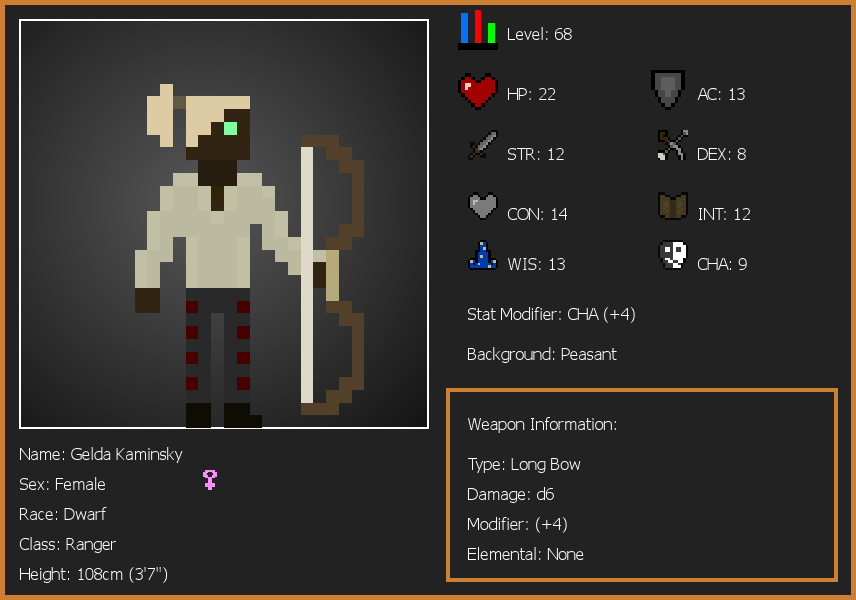 Level: 68
HP: 22
AC: 13
STR: 12
DEX: 8
CON: 14
INT: 12
WIS: 13
CHA: 9
Stat Modifier: CHA (+4)
Background: Peasant
Weapon Information:
Type: Long Bow
Damage: d6
Modifier: (+4)
Elemental: None
Name: Gelda Kaminsky
Sex: Female
Race: Dwarf
Class: Ranger
Height: 108cm (3'7")